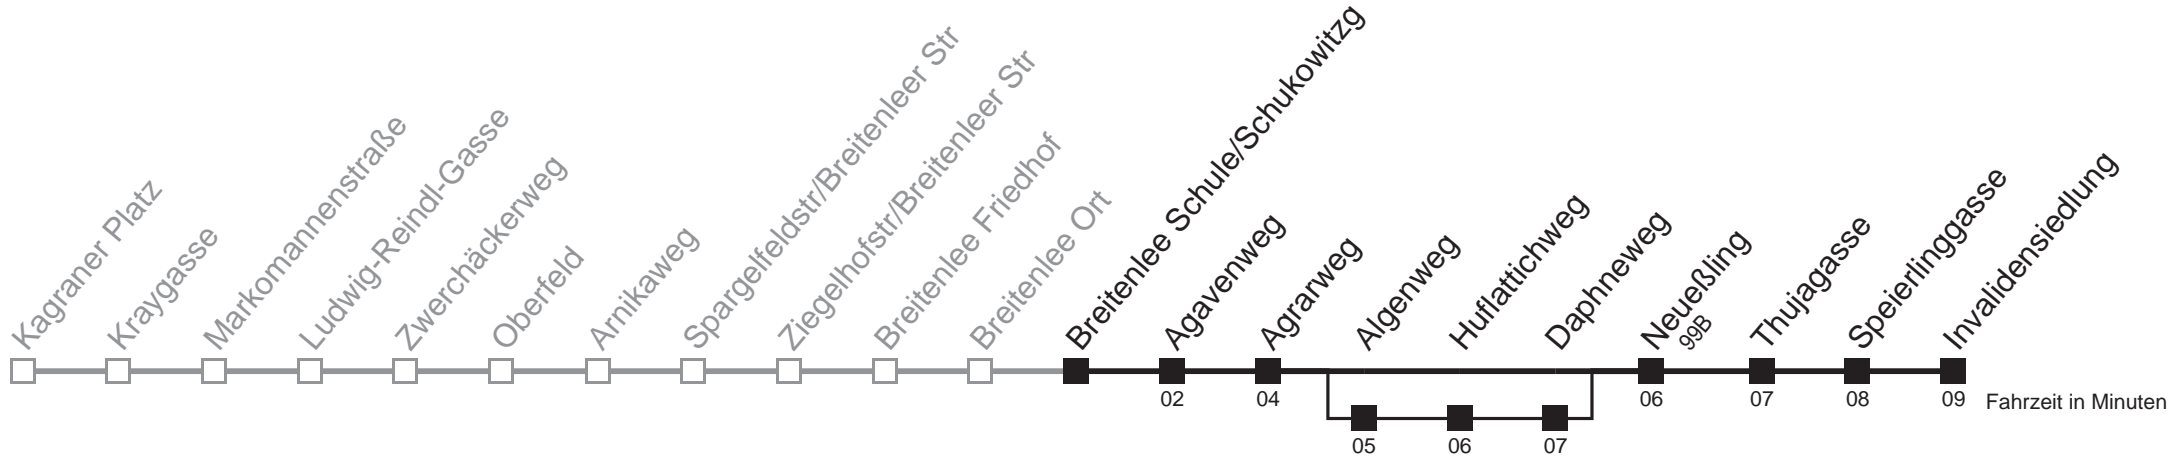 Kagraner Platz
Kraygasse
Markomannenstraße
Ludwig-Reindl-Gasse
Zwerchäckerweg
Oberfeld
Arnikaweg
Spargelfeldstr/Breitenleer Str
Ziegelhofstr/Breitenleer Str
Breitenlee Friedhof
Breitenlee Ort
Breitenlee Schule/Schukowitzg
Agavenweg
Agrarweg
Algenweg
Huflattichweg
Daphneweg
Neueßling
99B
Thujagasse
Speierlinggasse
Invalidensiedlung
02 04 06 07 08 09 Fahrzeit in Minuten
05 06 07